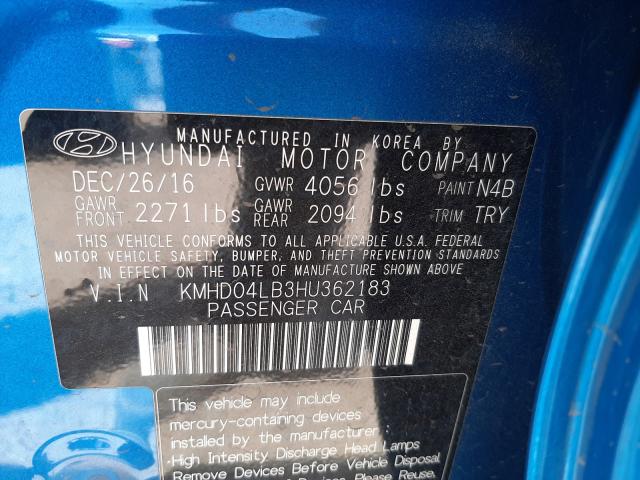 MANUFACTURED IN KOREA BY
HYUNDAI MOTOR COMPANY
DEC/26/16 GVWR 4056 lbs PAINT N4B
GAWR FRONT 2271 lbs GAWR REAR 2094 lbs TRIM TRY
THIS VEHICLE CONFORMS TO ALL APPLICABLE U.S.A. FEDERAL
MOTOR VEHICLE SAFETY, BUMPER, AND THEFT PREVENTION STANDARDS
IN EFFECT ON THE DATE OF MANUFACTURE SHOWN ABOVE.
V.I.N KMHD04LB3HU362183
PASSENGER CAR
This vehicle may include
mercury-containing devices
installed by the manufacturer :
·High Intensity Discharge Head Lamps
Remove Devices Before Vehicle Disposal.
Please Reuse,